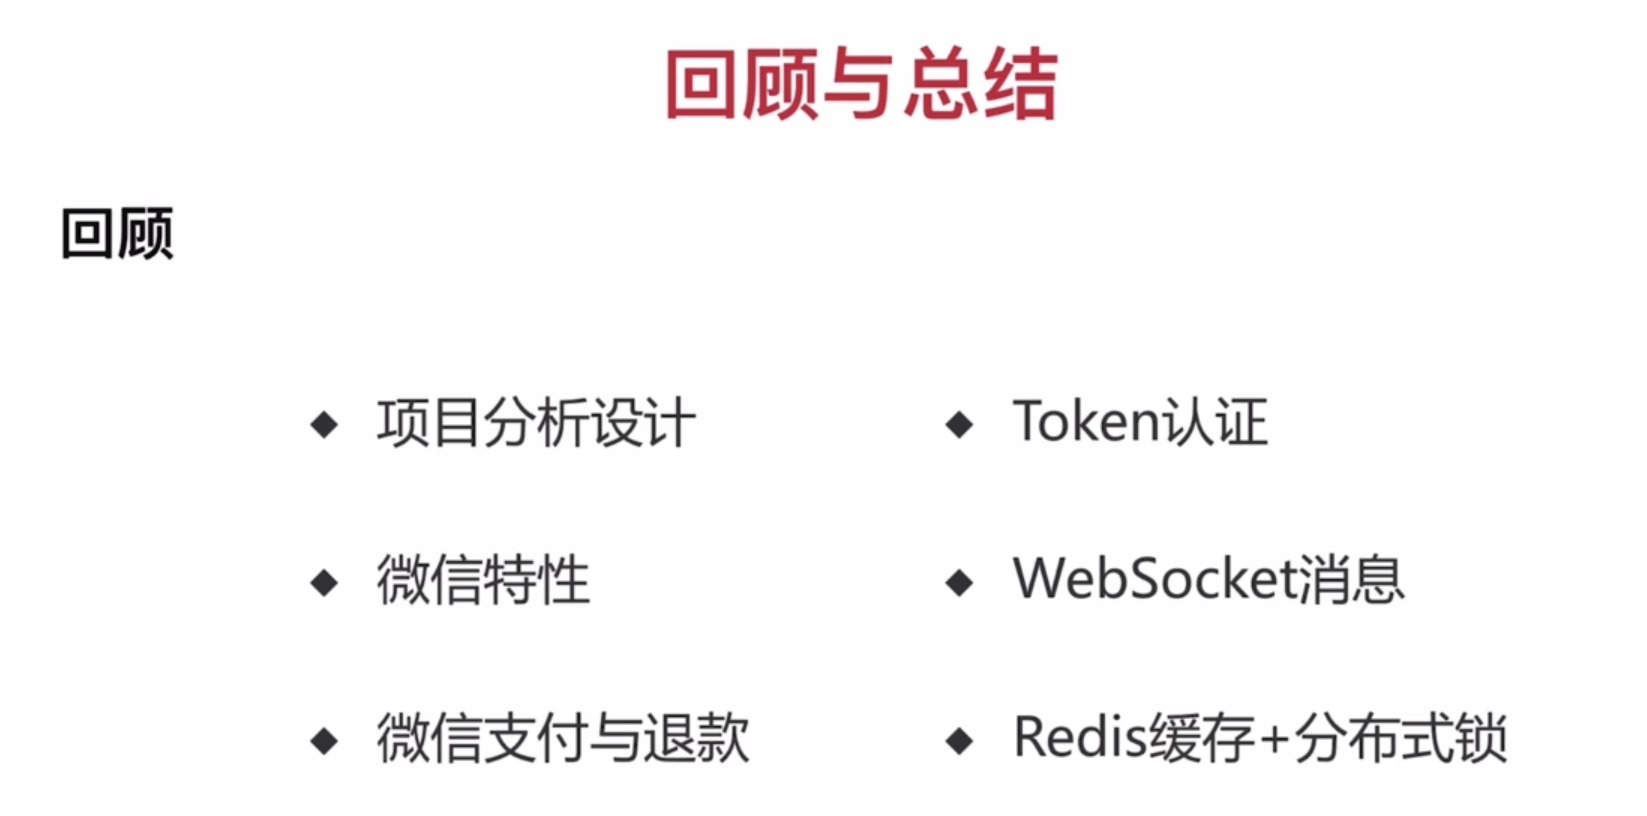 回顾与总结
回顾
◆ 项目分析设计
◆ 微信特性
◆ 微信支付与退款
◆ Token认证
◆ WebSocket消息
◆ Redis缓存+分布式锁